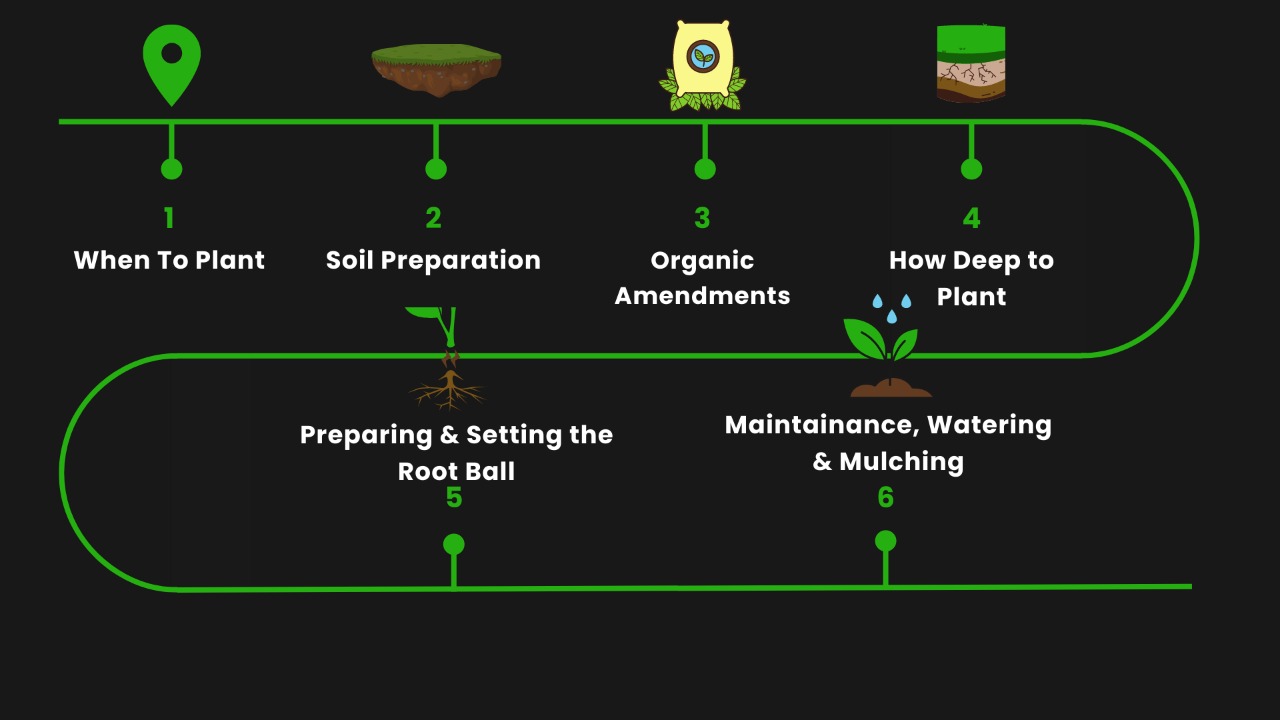 1
When To Plant
2
Soil Preparation
3
Organic
Amendments
4
How Deep to
Plant
Preparing & Setting the
Root Ball
5
Maintainance, Watering
& Mulching
6